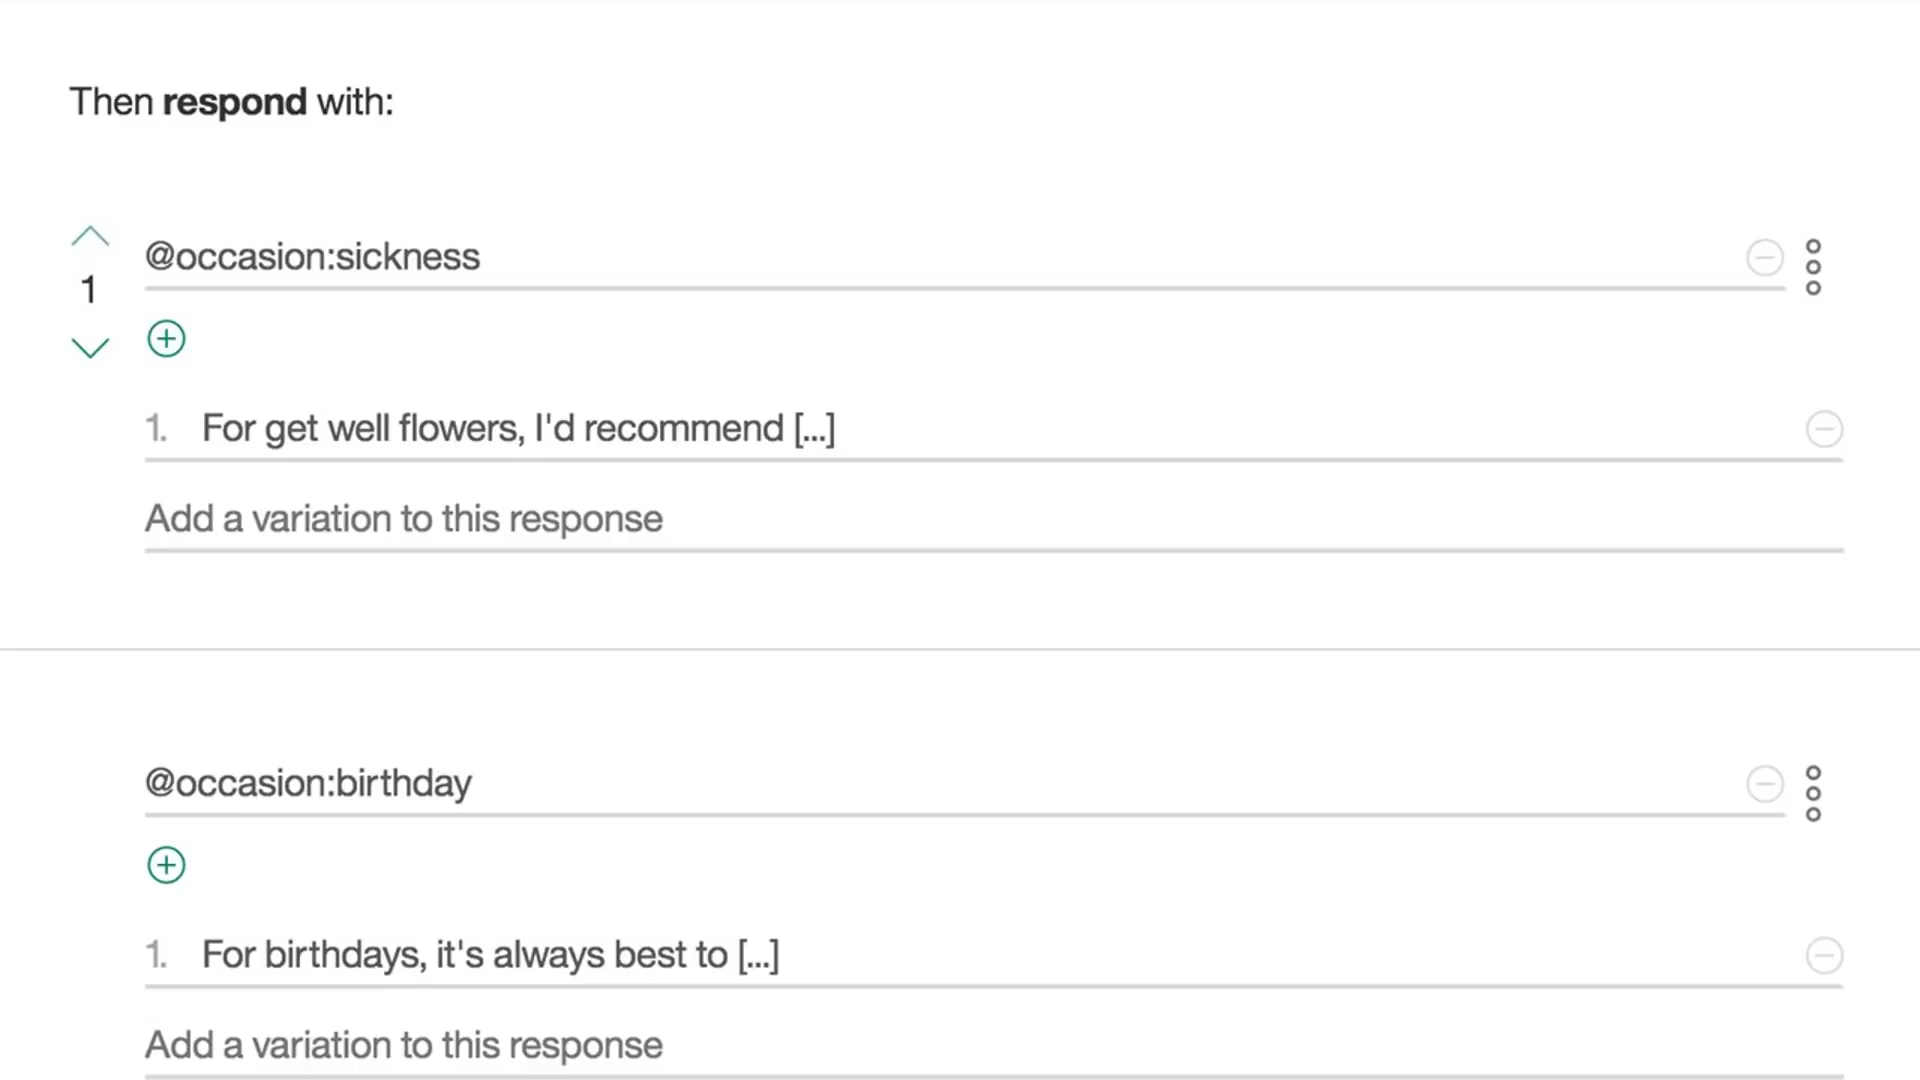 Then respond with:
@occasion:sickness
1
1. For get well flowers, I'd recommend [...]
Add a variation to this response
@occasion:birthday
1. For birthdays, it's always best to [...]
Add a variation to this response